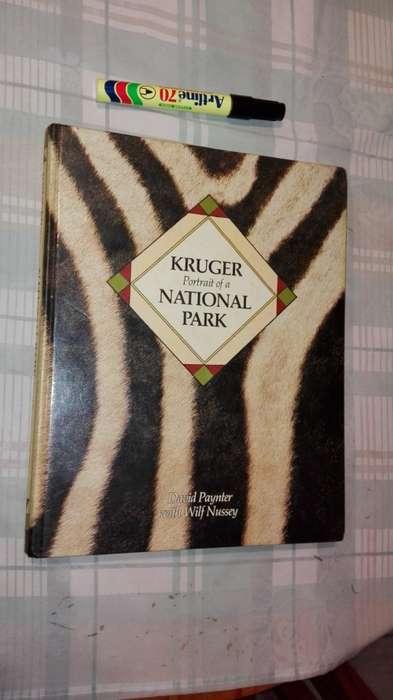 Artline 70
KRUGER
Portrait of a
NATIONAL
PARK
David Paynter
with Wilf Nussey